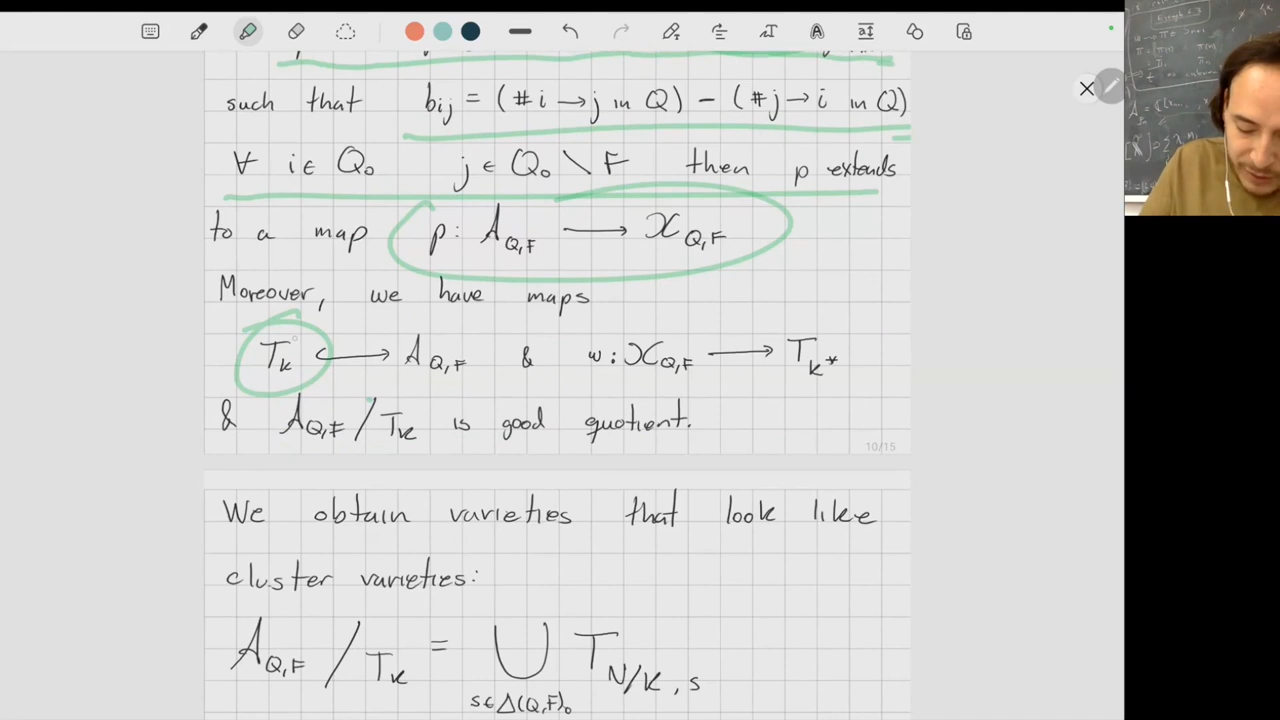 such that bij = (# i → j in Q) - (# j → i in Q)
∀ i ∈ Q₀ j ∈ Q₀ \ F then p extends
to a map p : A_{Q,F} → X_{Q,F}
Moreover, we have maps
T_K ↪ A_{Q,F} & w : X_{Q,F} → T_{K*}
& A_{Q,F} / T_K is good quotient.
10/15
We obtain varieties that look like
cluster varieties:
A_{Q,F} / T_K = ⋃_{s ∈ Δ(Q,F)₀} T_{N/K, s}